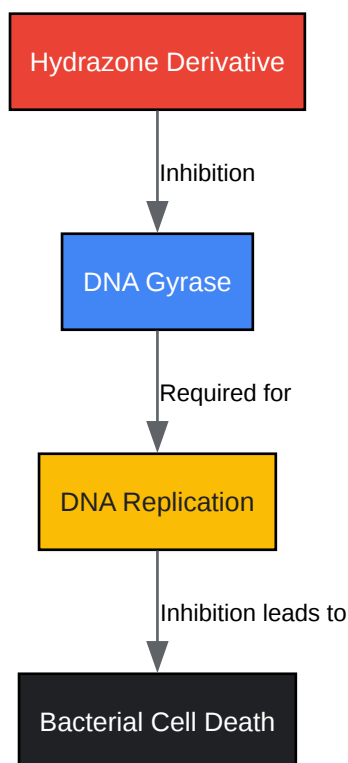 Hydrazone Derivative
Inhibition
DNA Gyrase
Required for
DNA Replication
Inhibition leads to
Bacterial Cell Death